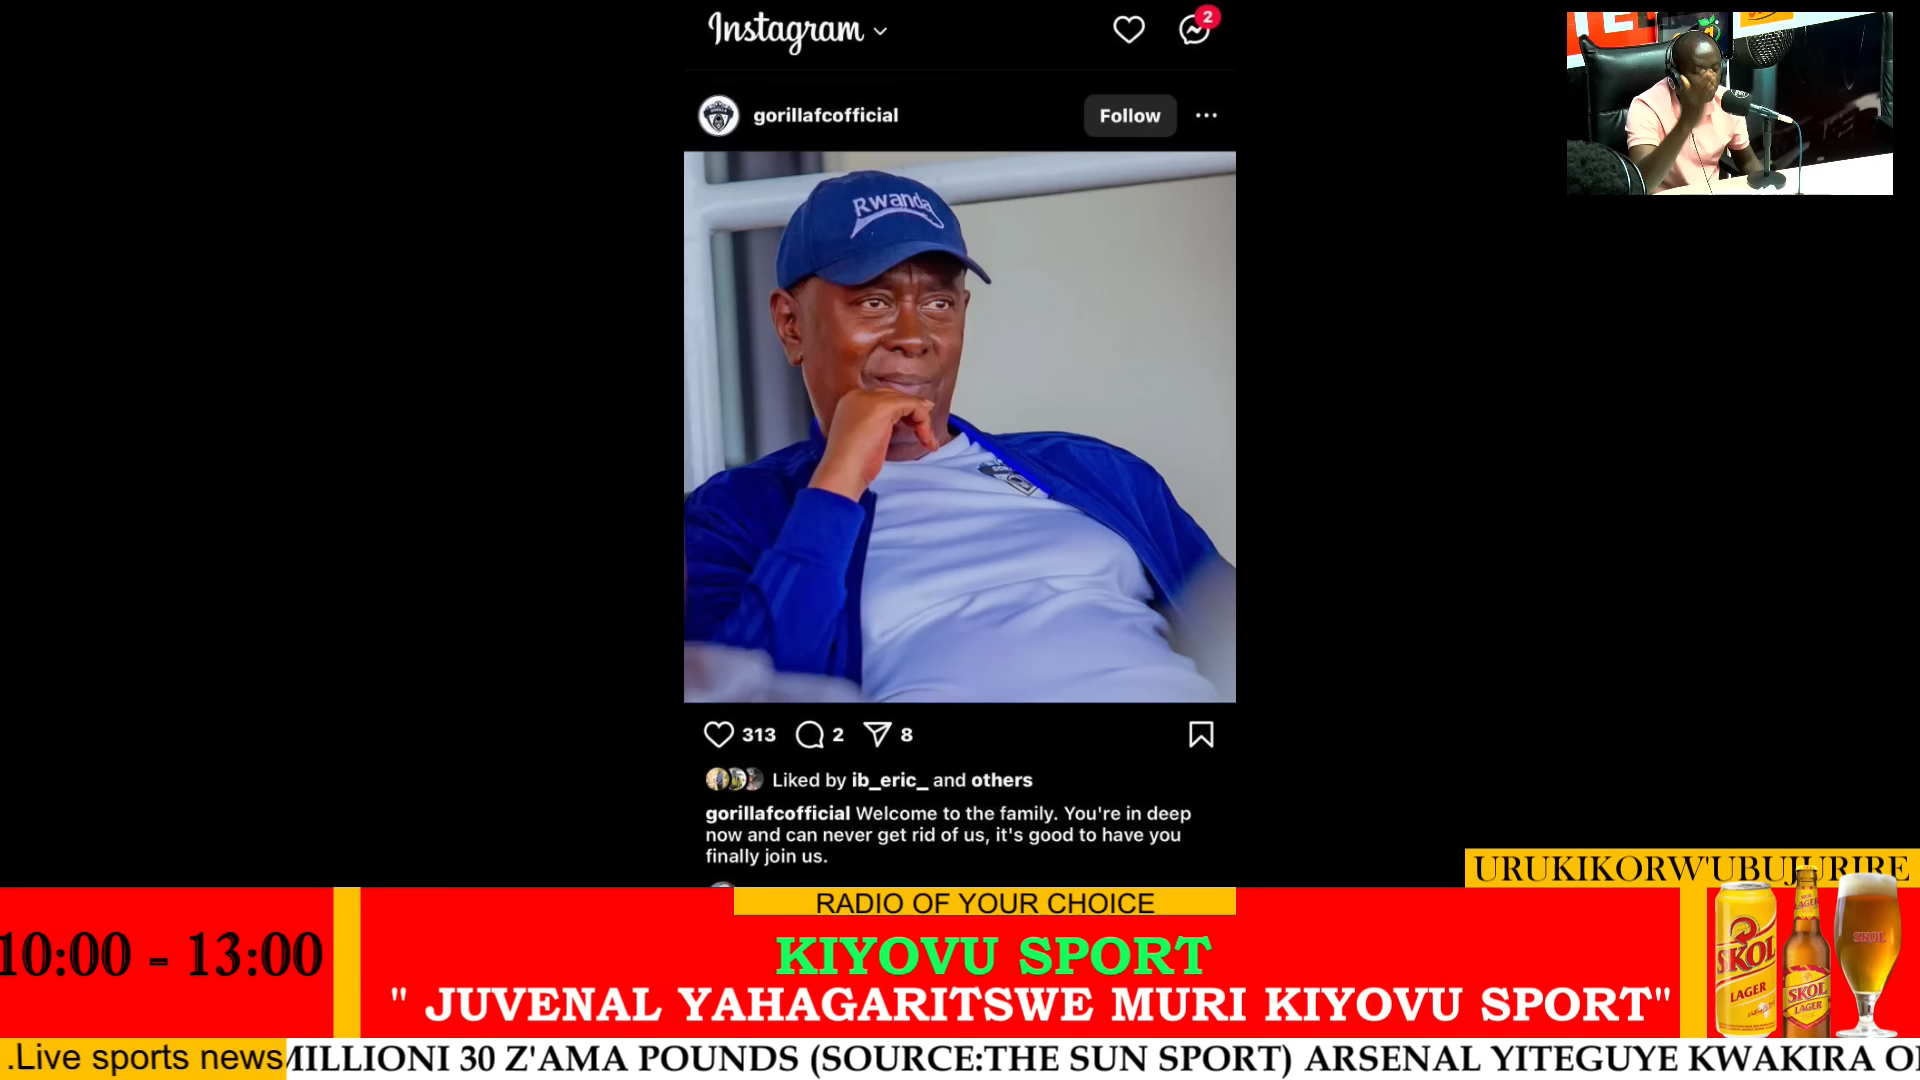 Instagram
2
gorillafcofficial
Follow
Rwanda
313
2
8
Liked by ib_eric_ and others
gorillafcofficial Welcome to the family. You're in deep
now and can never get rid of us, it's good to have you
finally join us.
URUKIKORW'UBUJURIRE
RADIO OF YOUR CHOICE
10:00 - 13:00
KIYOVU SPORT
" JUVENAL YAHAGARITSWE MURI KIYOVU SPORT"
SKOL
LAGER
SKOL
LAGER
SKOL
.Live sports news
MILLIONI 30 Z'AMA POUNDS (SOURCE:THE SUN SPORT) ARSENAL YITEGUYE KWAKIRA